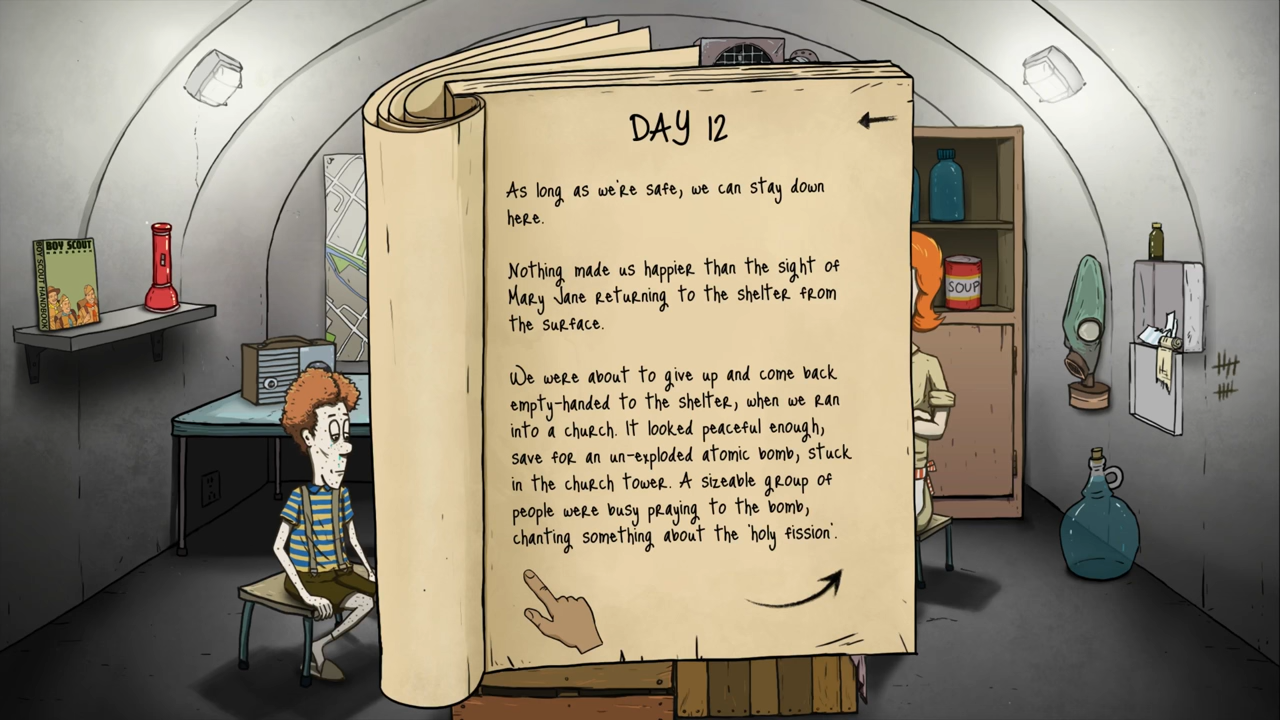 DAY 12
As long as we're safe, we can stay down
here.
Nothing made us happier than the sight of
Mary Jane returning to the shelter from
the surface.
We were about to give up and come back
empty-handed to the shelter, when we ran
into a church. It looked peaceful enough,
save for an un-exploded atomic bomb, stuck
in the church tower. A sizeable group of
people were busy praying to the bomb,
chanting something about the 'holy fission'.
BOY SCOUT
BOY SCOUT HANDBOOK
SOUP